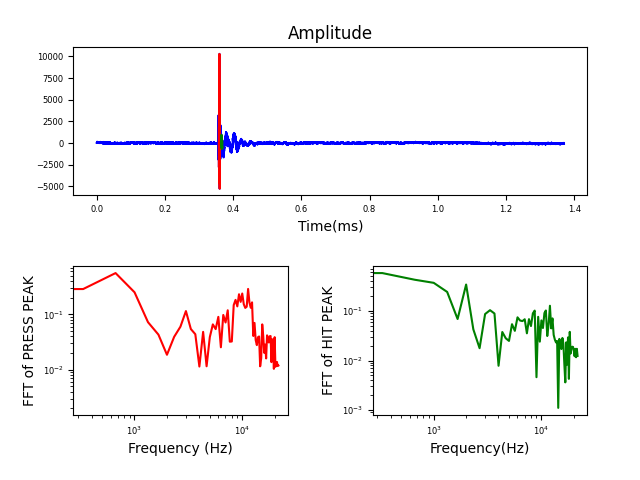 Amplitude
10000
7500
5000
2500
0
−2500
−5000
0.0 0.2 0.4 0.6 0.8 1.0 1.2 1.4
Time(ms)
FFT of PRESS PEAK
10⁻¹
10⁻²
10³ 10⁴
Frequency (Hz)
FFT of HIT PEAK
10⁻¹
10⁻²
10⁻³
10³ 10⁴
Frequency(Hz)